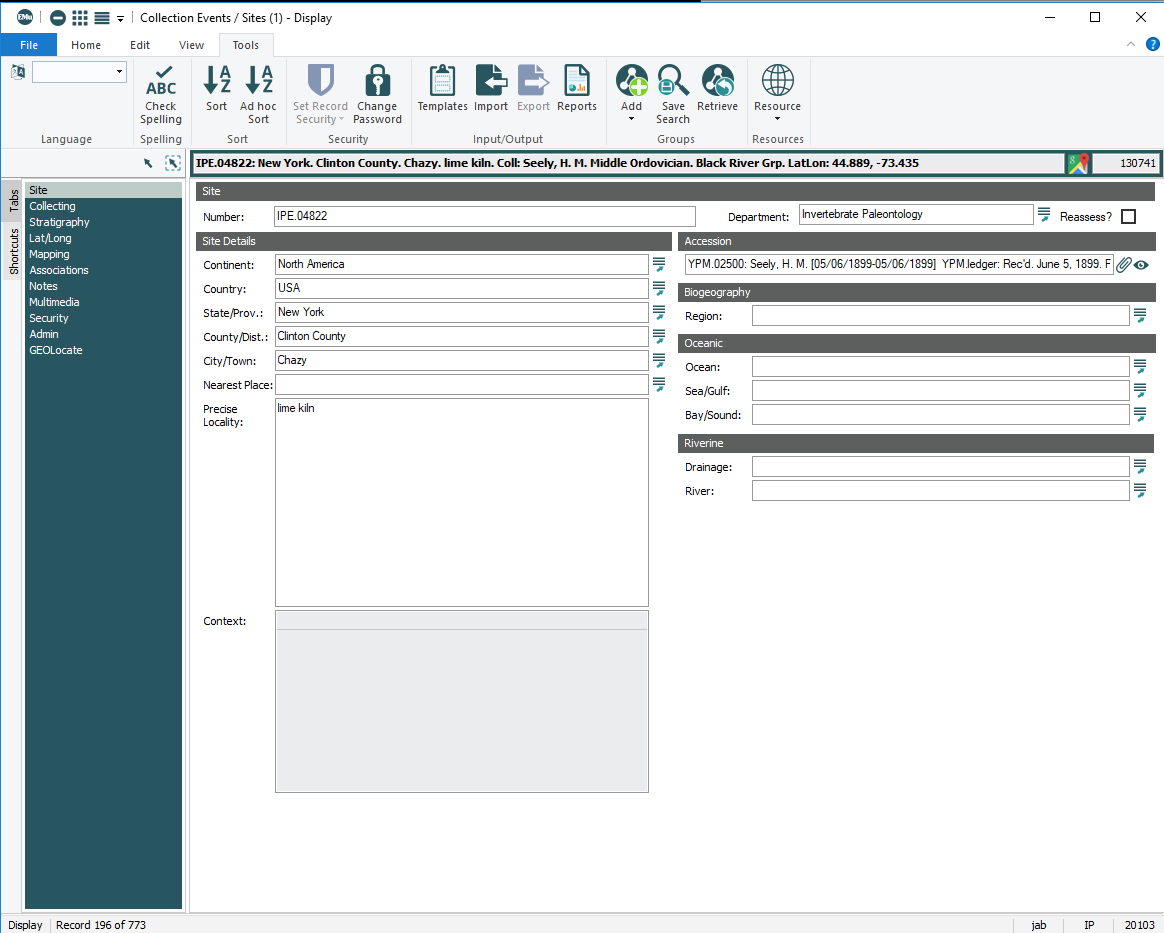 EMu Collection Events / Sites (1) - Display
File Home Edit View Tools
ABC
Check Spelling
Sort
Ad hoc Sort
Set Record Security
Change Password
Templates
Import
Export
Reports
Add
Save Search
Retrieve
Resource
Language Spelling Sort Security Input/Output Groups Resources
IPE.04822: New York. Clinton County. Chazy. lime kiln. Coll: Seely, H. M. Middle Ordovician. Black River Grp. LatLon: 44.889, -73.435 130741
Tabs
Shortcuts
Site
Collecting
Stratigraphy
Lat/Long
Mapping
Associations
Notes
Multimedia
Security
Admin
GEOLocate
Site
Number: IPE.04822 Department: Invertebrate Paleontology Reassess?
Site Details
Continent: North America
Country: USA
State/Prov.: New York
County/Dist.: Clinton County
City/Town: Chazy
Nearest Place:
Precise Locality: lime kiln
Context:
Accession
YPM.02500: Seely, H. M. [05/06/1899-05/06/1899] YPM.ledger: Rec'd. June 5, 1899. F
Biogeography
Region:
Oceanic
Ocean:
Sea/Gulf:
Bay/Sound:
Riverine
Drainage:
River:
Display Record 196 of 773 jab IP 20103